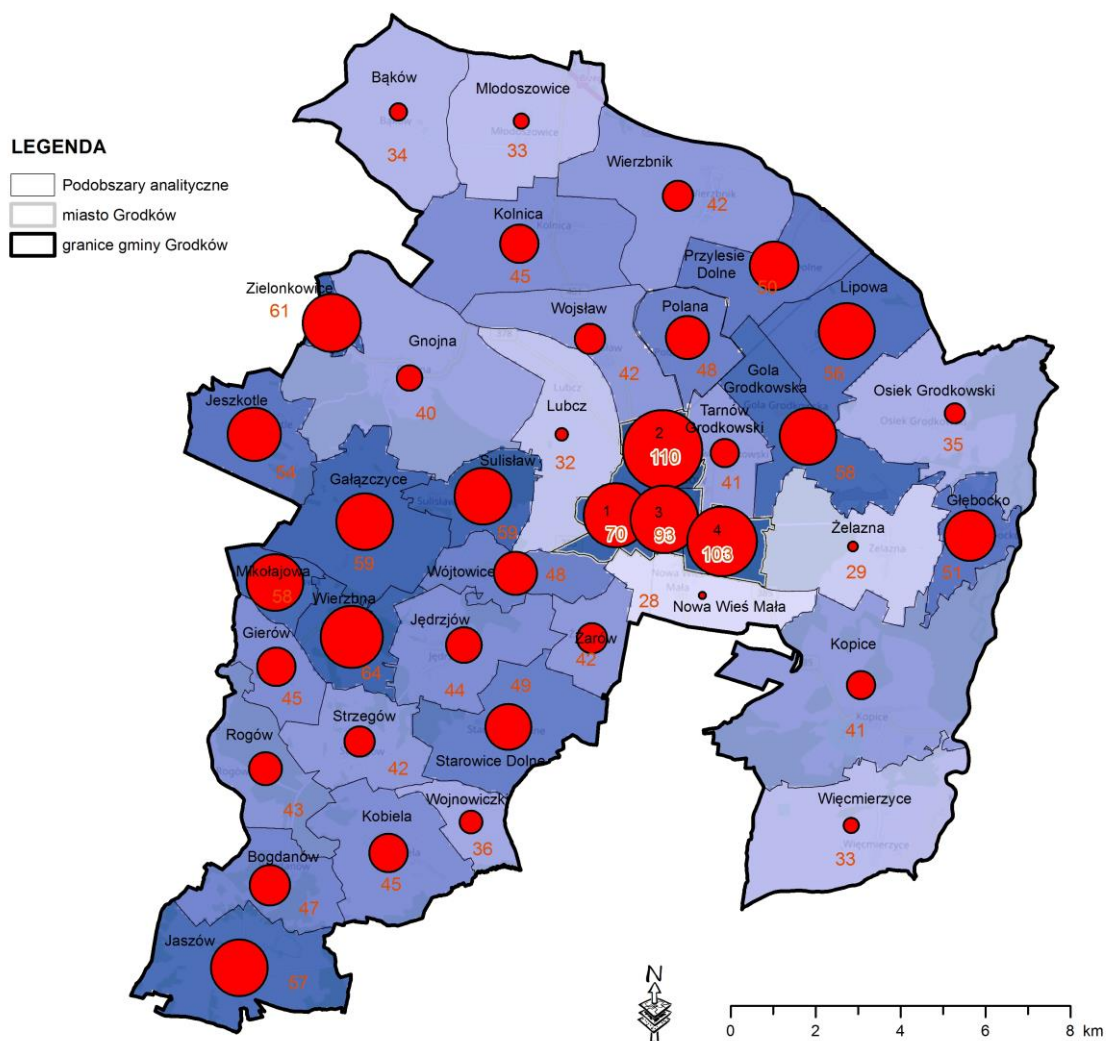 Bąków
34
Młodoszowice
33
LEGENDA
Podobszary analityczne
miasto Grodków
granice gminy Grodków
Wierzbnik
42
Kolnica
45
Przylesie
Dolne
50
Zielonkowice
61
Lipowa
56
Wojsław
42
Polana
48
Gnojna
40
Gola
Grodkowska
58
Osiek Grodkowski
35
Jeszkotle
54
Lubcz
32
Tarnów
Grodkowski
41
2
110
Sulisław
59
Gałązczyce
59
1
70
3
93
4
103
Głębocko
51
Żelazna
29
Mikołajowa
58
Wójtowice
48
Wierzbna
64
28
Nowa Wieś Mała
Jędrzjów
44
Żarów
42
Gierów
45
Kopice
41
49
Starowice Dolne
Strzegów
42
Rogów
43
Wojnowiczki
36
Kobiela
45
Więcmierzyce
33
Bogdanów
47
Jaszów
57
N
0 2 4 6 8 km